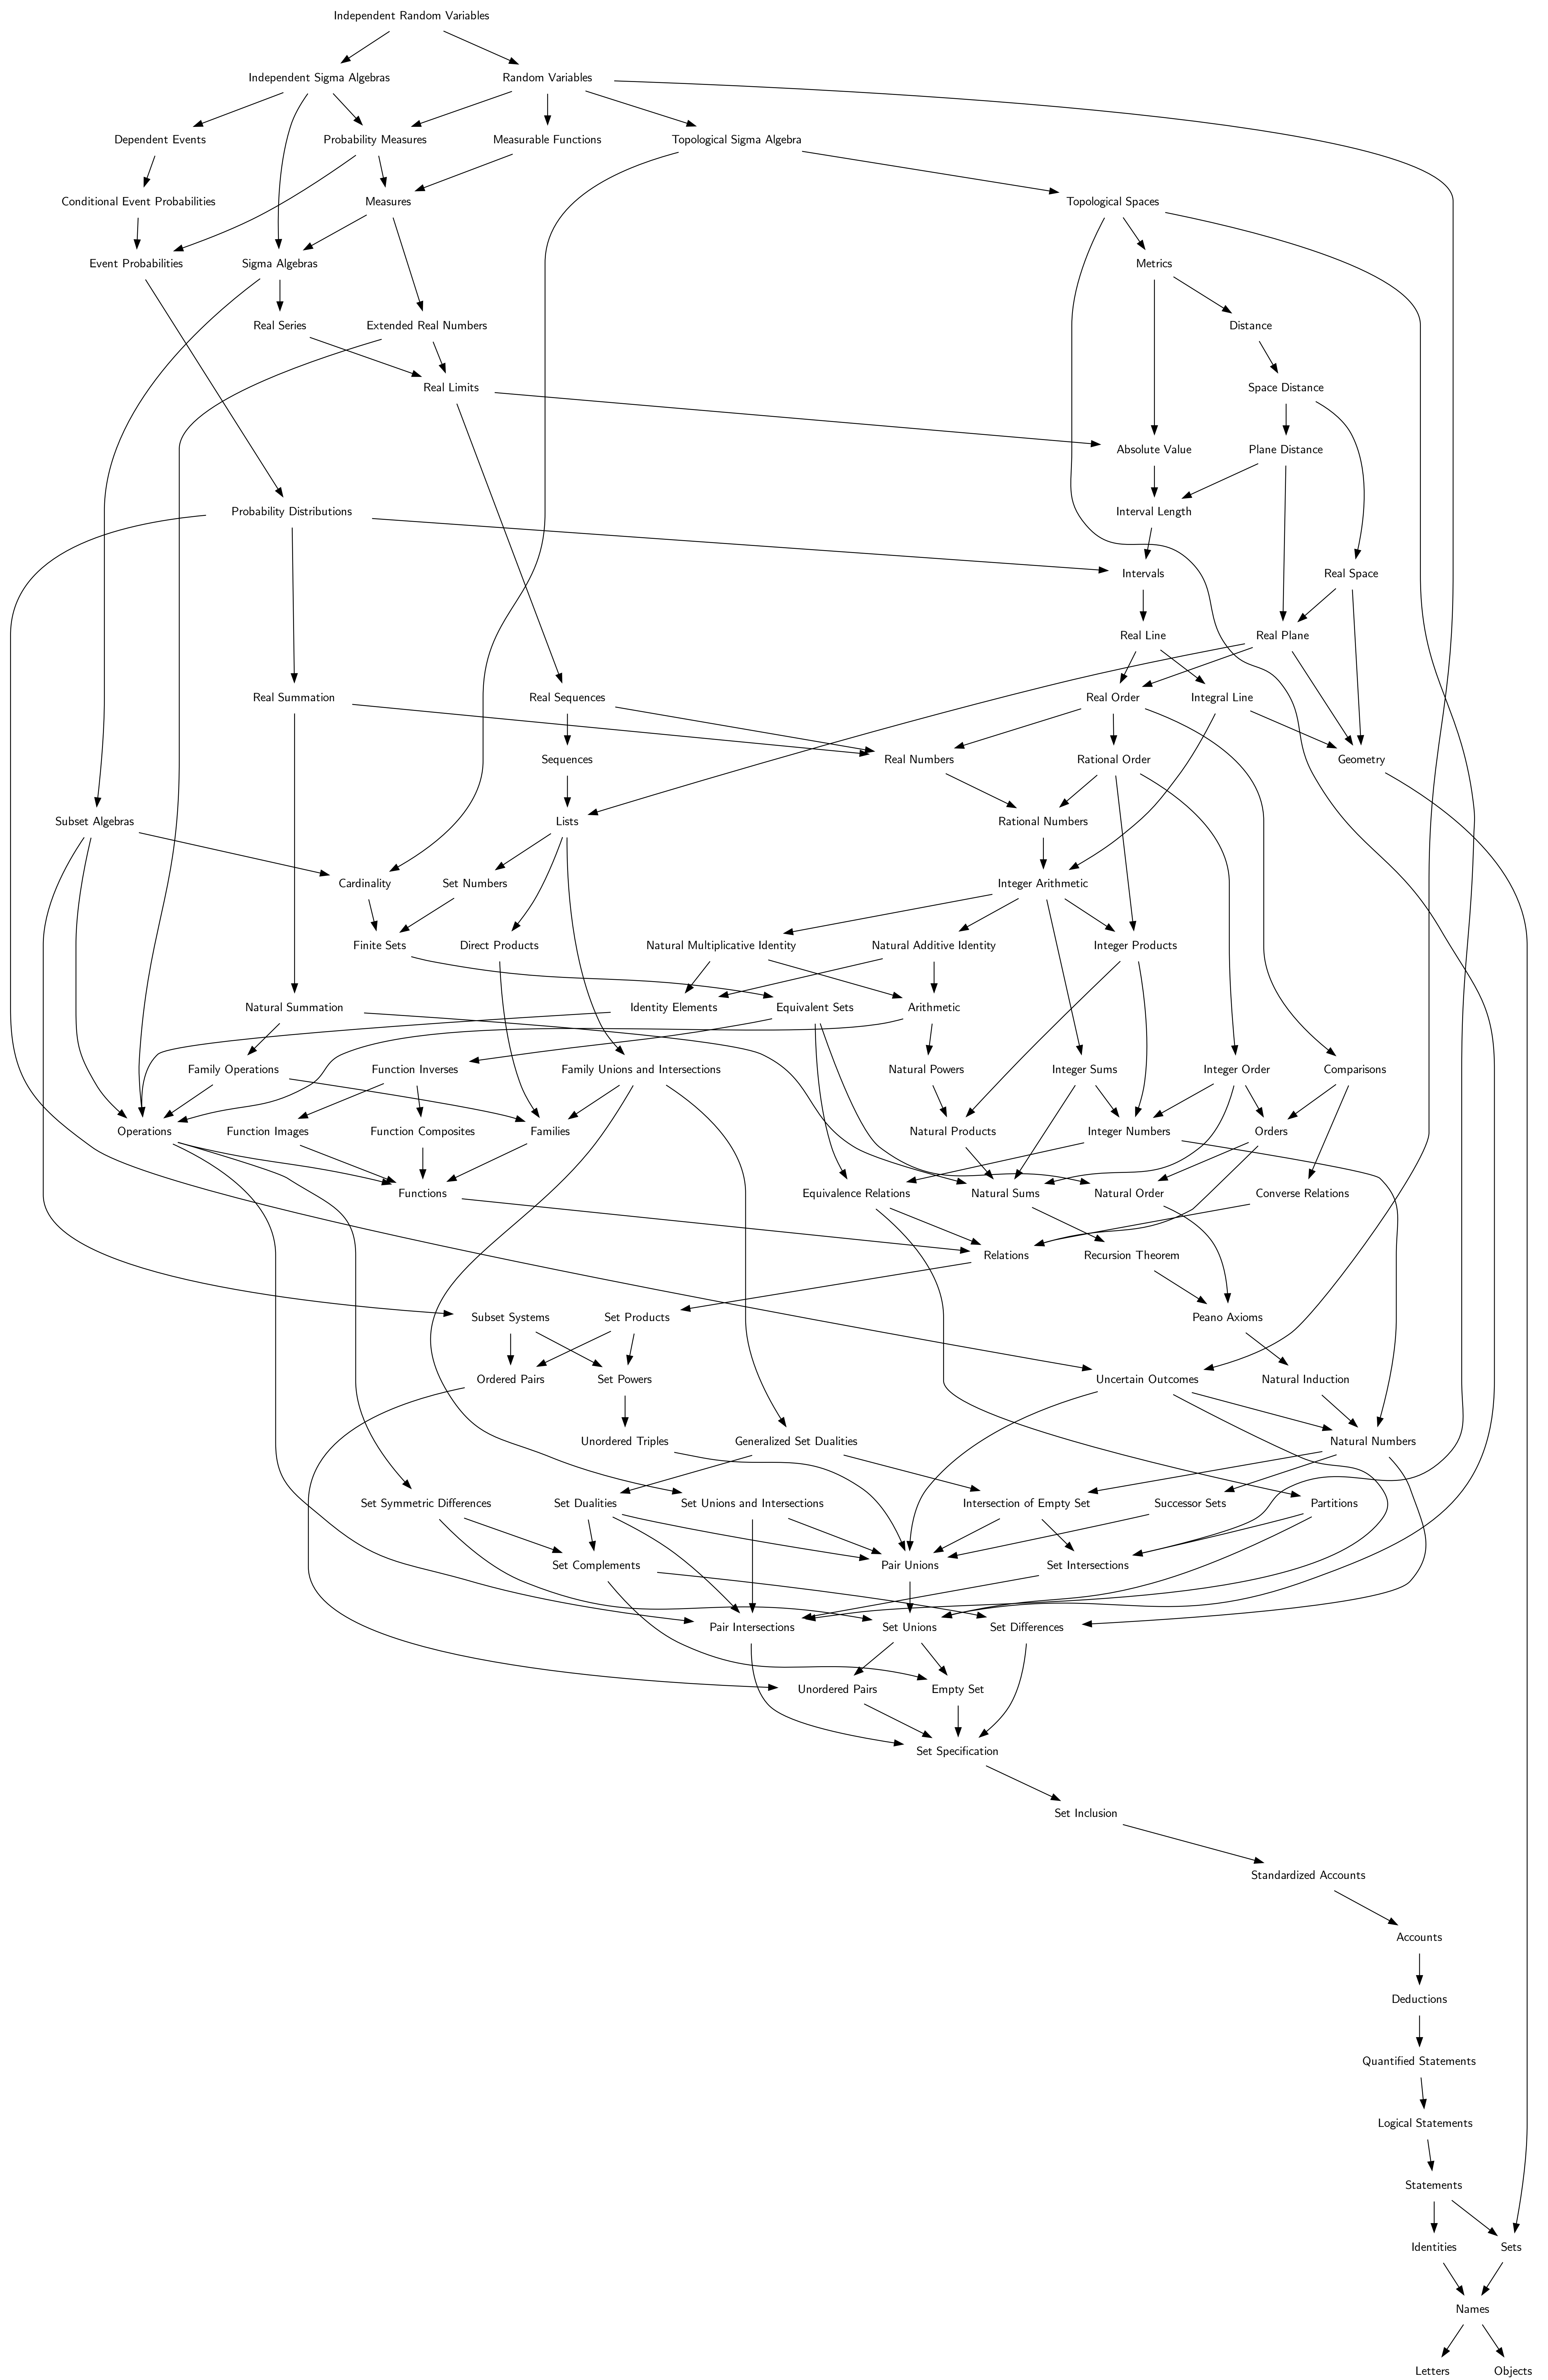 Independent Random Variables
Independent Sigma Algebras
Random Variables
Dependent Events
Probability Measures
Measurable Functions
Topological Sigma Algebra
Conditional Event Probabilities
Measures
Topological Spaces
Event Probabilities
Sigma Algebras
Metrics
Real Series
Extended Real Numbers
Distance
Real Limits
Space Distance
Absolute Value
Plane Distance
Probability Distributions
Interval Length
Intervals
Real Space
Real Line
Real Plane
Real Summation
Real Sequences
Real Order
Integral Line
Sequences
Real Numbers
Rational Order
Geometry
Subset Algebras
Lists
Rational Numbers
Cardinality
Set Numbers
Integer Arithmetic
Finite Sets
Direct Products
Natural Multiplicative Identity
Natural Additive Identity
Integer Products
Natural Summation
Identity Elements
Equivalent Sets
Arithmetic
Family Operations
Function Inverses
Family Unions and Intersections
Natural Powers
Integer Sums
Integer Order
Comparisons
Operations
Function Images
Function Composites
Families
Natural Products
Integer Numbers
Orders
Functions
Equivalence Relations
Natural Sums
Natural Order
Converse Relations
Relations
Recursion Theorem
Subset Systems
Set Products
Peano Axioms
Ordered Pairs
Set Powers
Uncertain Outcomes
Natural Induction
Unordered Triples
Generalized Set Dualities
Natural Numbers
Set Symmetric Differences
Set Dualities
Set Unions and Intersections
Intersection of Empty Set
Successor Sets
Partitions
Set Complements
Pair Unions
Set Intersections
Pair Intersections
Set Unions
Set Differences
Unordered Pairs
Empty Set
Set Specification
Set Inclusion
Standardized Accounts
Accounts
Deductions
Quantified Statements
Logical Statements
Statements
Identities
Sets
Names
Letters
Objects